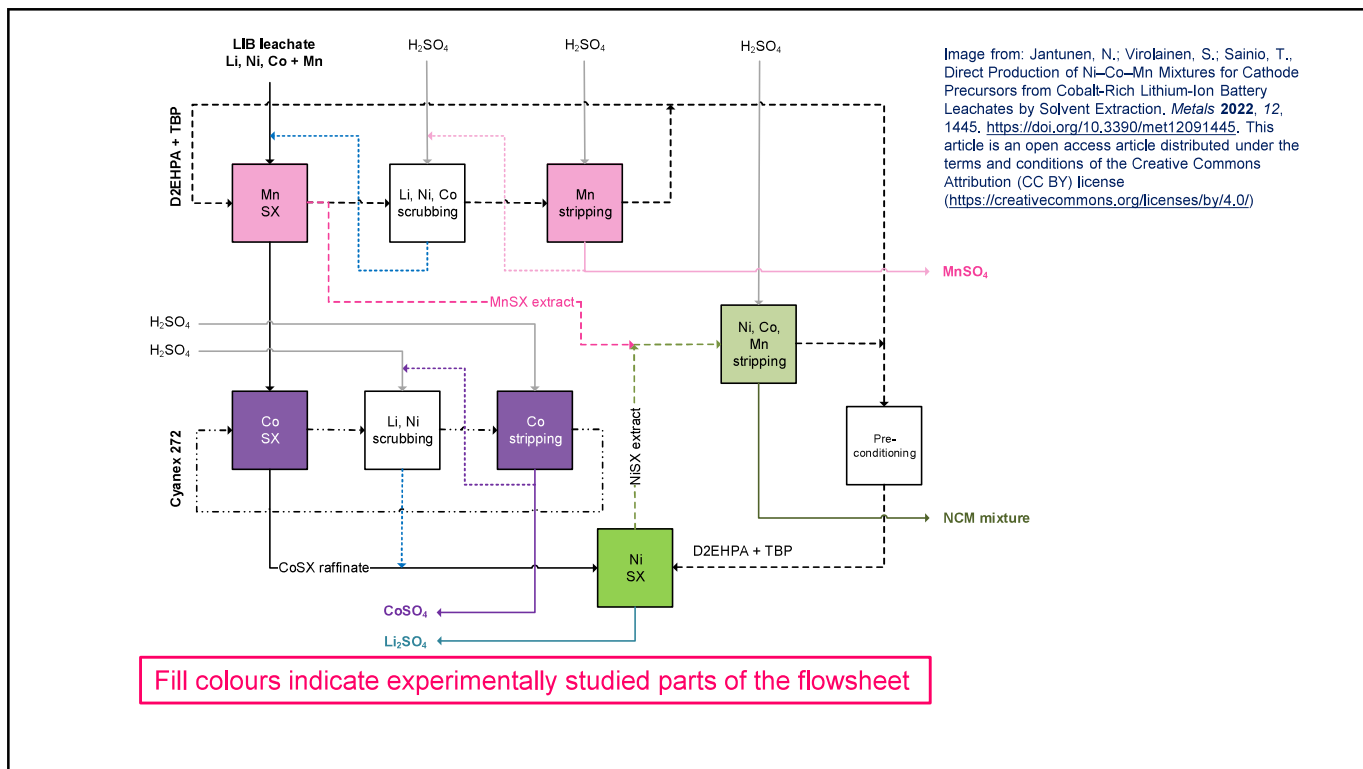 LIB leachate
Li, Ni, Co + Mn
H₂SO₄
H₂SO₄
H₂SO₄
Image from: Jantunen, N.; Virolainen, S.; Sainio, T.,
Direct Production of Ni–Co–Mn Mixtures for Cathode
Precursors from Cobalt-Rich Lithium-Ion Battery
Leachates by Solvent Extraction. Metals 2022, 12,
1445. https://doi.org/10.3390/met12091445. This
article is an open access article distributed under the
terms and conditions of the Creative Commons
Attribution (CC BY) license
(https://creativecommons.org/licenses/by/4.0/)
D2EHPA + TBP
Mn
SX
Li, Ni, Co
scrubbing
Mn
stripping
MnSO₄
MnSX extract
H₂SO₄
H₂SO₄
Ni, Co,
Mn
stripping
Cyanex 272
Co
SX
Li, Ni
scrubbing
Co
stripping
NiSX extract
Pre-
conditioning
NCM mixture
D2EHPA + TBP
CoSX raffinate
Ni
SX
CoSO₄
Li₂SO₄
Fill colours indicate experimentally studied parts of the flowsheet